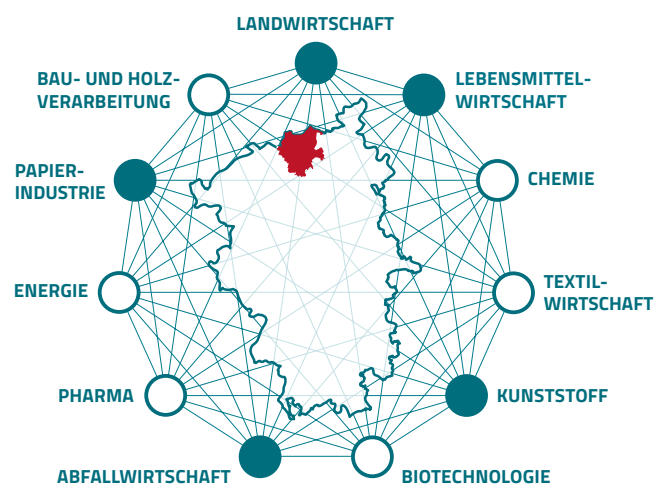 LANDWIRTSCHAFT
BAU- UND HOLZ-
VERARBEITUNG
LEBENSMITTEL-
WIRTSCHAFT
PAPIER-
INDUSTRIE
CHEMIE
ENERGIE
TEXTIL-
WIRTSCHAFT
PHARMA
KUNSTSTOFF
ABFALLWIRTSCHAFT
BIOTECHNOLOGIE